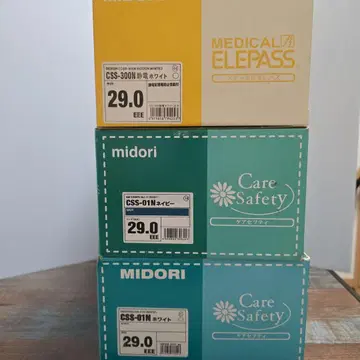 MEDICAL
ELEPASS
CSS-300N 静電 ホワイト
29.0
EEE
midori
CSS-01N ネイビー
29.0
EEE
Care
Safety
ケアセフティ
MIDORI
CSS-01N ホワイト
29.0
EEE
Care
Safety
ケアセフティ